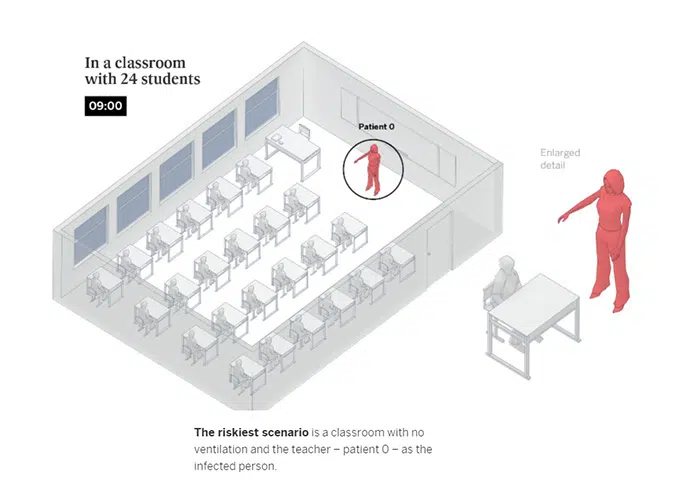 In a classroom
with 24 students
09:00
Patient 0
Enlarged
detail
The riskiest scenario is a classroom with no
ventilation and the teacher – patient 0 – as the
infected person.